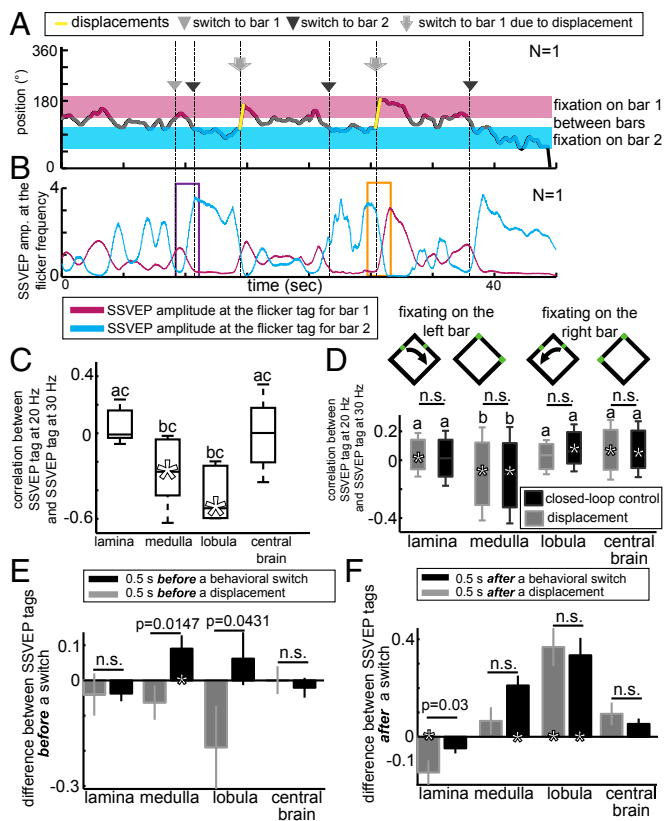 A
displacements
switch to bar 1
switch to bar 2
switch to bar 1 due to displacement
360
180
0
position (°)
N=1
fixation on bar 1
between bars
fixation on bar 2
B
4
2
0
SSVEP amp. at the
flicker frequency
N=1
0
time (sec)
40
SSVEP amplitude at the flicker tag for bar 1
SSVEP amplitude at the flicker tag for bar 2
C
0.4
0
-0.6
correlation between
SSVEP tag at 20 Hz
and SSVEP tag at 30 Hz
ac
bc
bc
ac
lamina
medulla
lobula
central
brain
D
fixating on the
left bar
fixating on
the right
bar
n.s.
n.s.
n.s.
n.s.
a
a
b
b
a
a
a
a
0.2
0
-0.4
correlation between
SSVEP tag at 20 Hz
and SSVEP tag at 30 Hz
closed-loop control
displacement
lamina
medulla
lobula
central
brain
E
0.5 s before a behavioral switch
0.5 s before a displacement
0.1
0
-0.3
difference between SSVEP tags
before a switch
n.s.
p=0.0147
p=0.0431
n.s.
lamina
medulla
lobula
central
brain
F
0.5 s after a behavioral switch
0.5 s after a displacement
0.4
0
-0.1
difference between SSVEP tags
after a switch
p=0.03
n.s.
n.s.
n.s.
lamina
medulla
lobula
central
brain